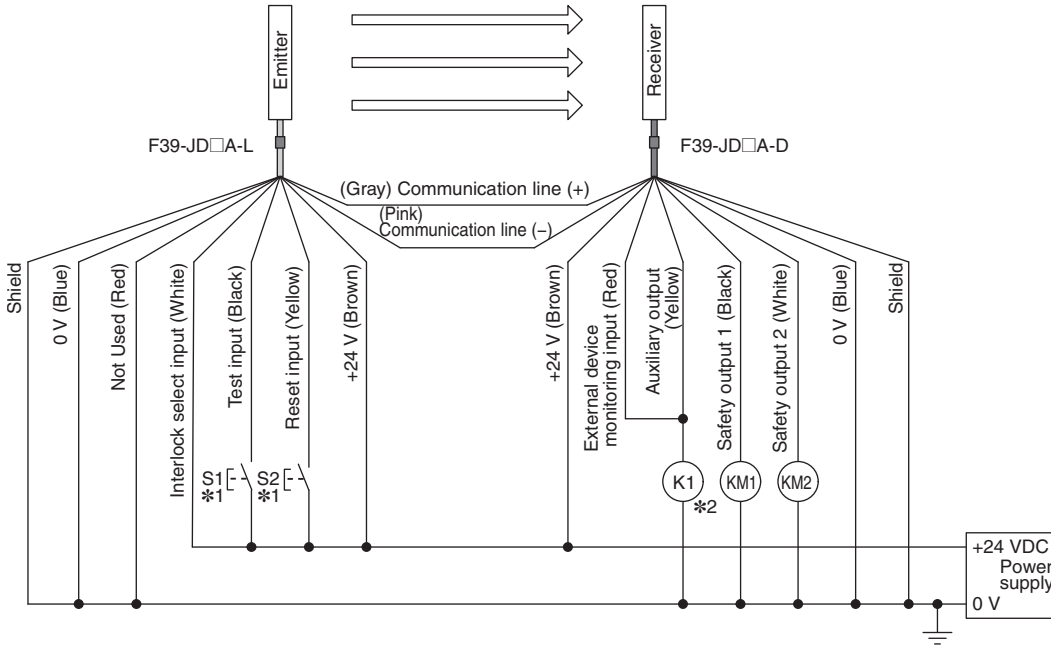 Emitter
Receiver
F39-JD□A-L
F39-JD□A-D
(Gray) Communication line (+)
(Pink)
Communication line (−)
Shield
0 V (Blue)
Not Used (Red)
Interlock select input (White)
Test input (Black)
Reset input (Yellow)
+24 V (Brown)
+24 V (Brown)
External device
monitoring input (Red)
Auxiliary output
(Yellow)
Safety output 1 (Black)
Safety output 2 (White)
0 V (Blue)
Shield
S1
✱1
S2
✱1
K1
✱2
KM1
KM2
+24 VDC
Power
supply
0 V